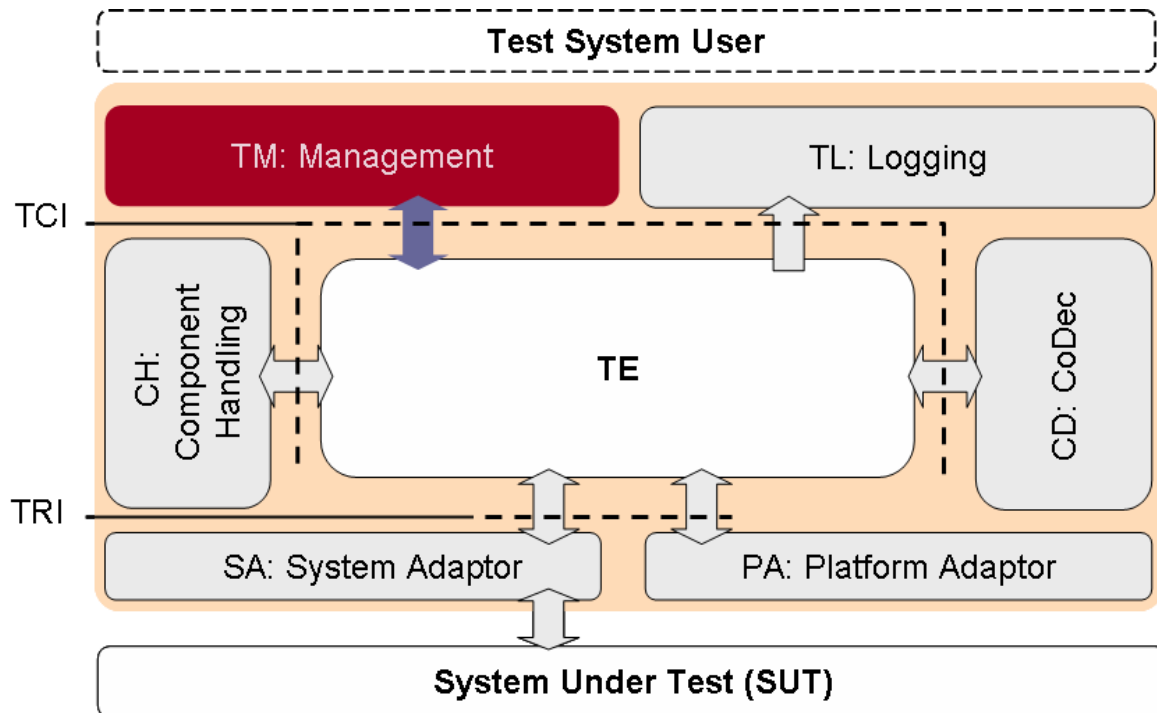 Test System User
TM: Management
TL: Logging
TCI
CH:
Component
Handling
TE
CD: CoDec
TRI
SA: System Adaptor
PA: Platform Adaptor
System Under Test (SUT)